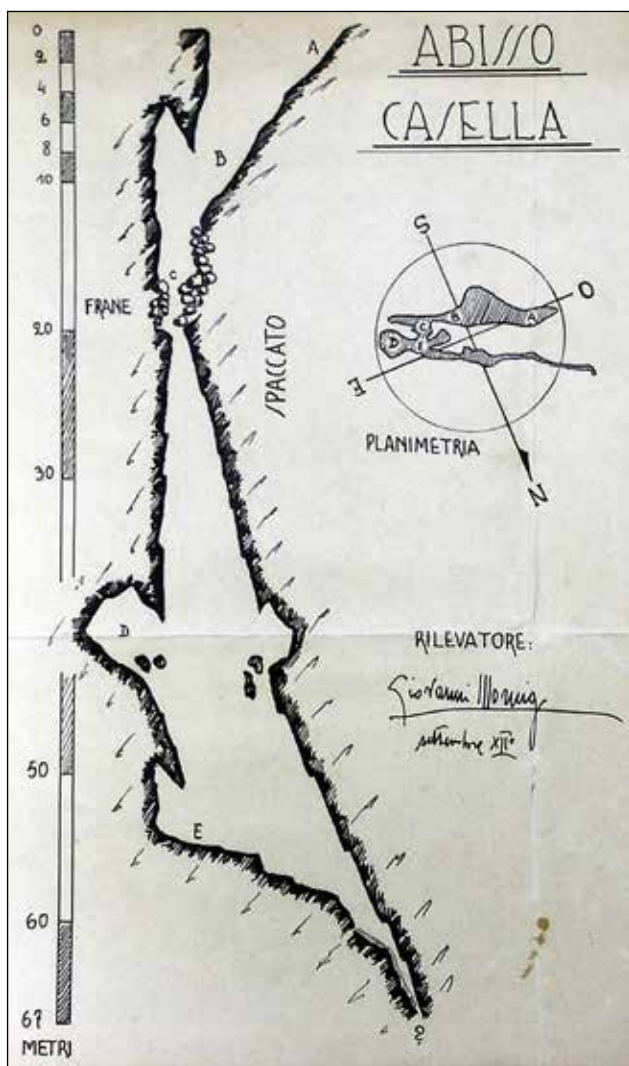 ABISSO
CASELLA
0
2
4
6
8
10
20
30
50
60
67
METRI
A
B
C
FRANE
SPACCATO
D
E
?
S
O
E
N
A
B
C
D
E
PLANIMETRIA
RILEVATORE:
Giovanni Mornig
settembre XII°